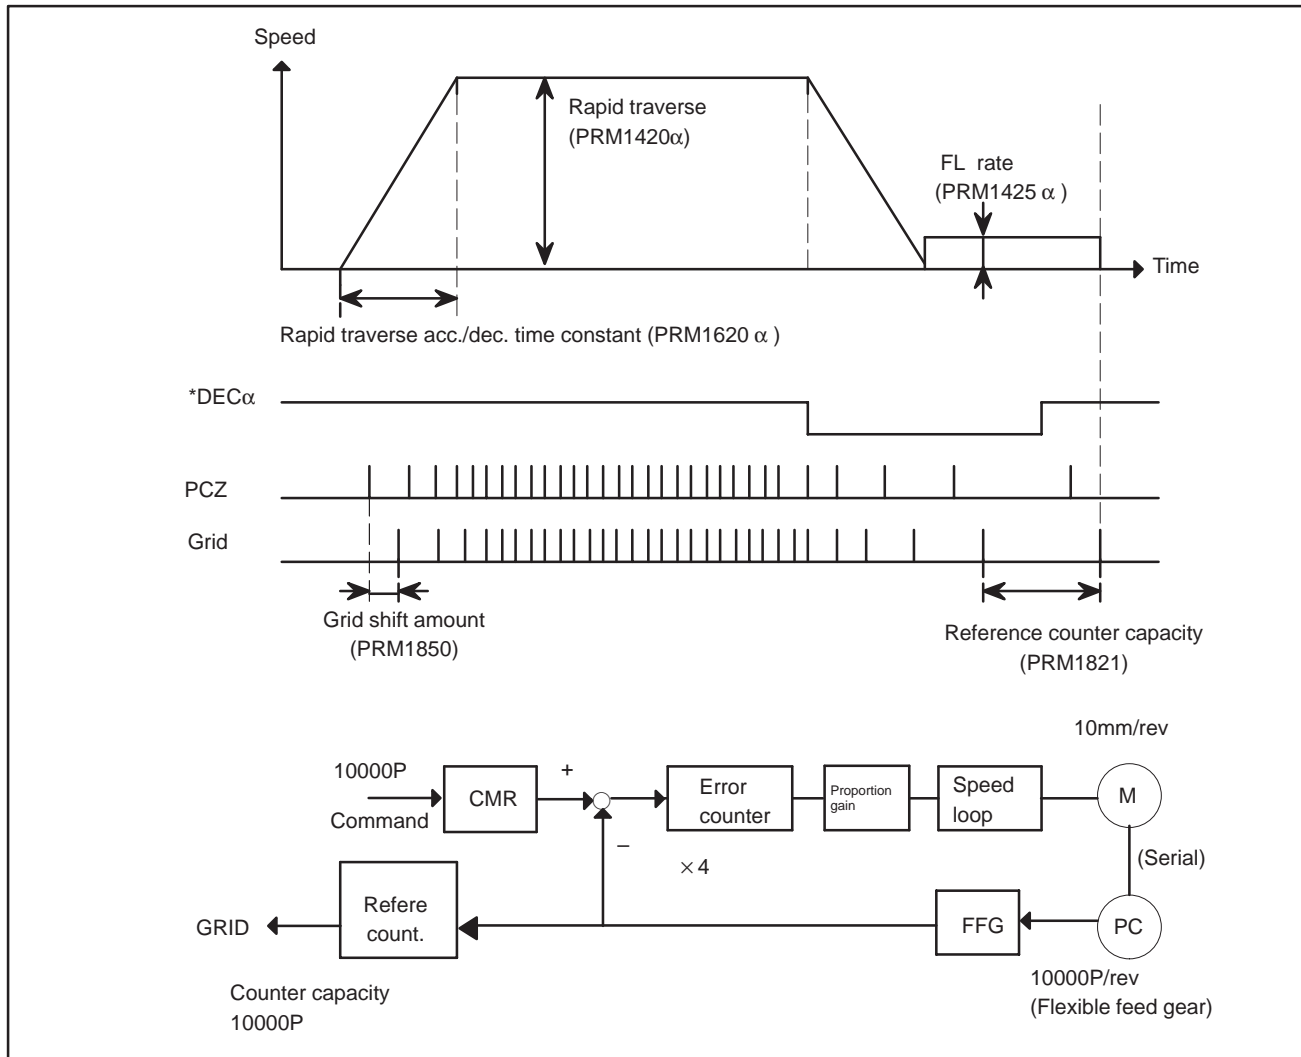 Speed
Rapid traverse
(PRM1420α)
FL rate
(PRM1425 α )
Time
Rapid traverse acc./dec. time constant (PRM1620 α )
*DECα
PCZ
Grid
Grid shift amount
(PRM1850)
Reference counter capacity
(PRM1821)
10mm/rev
10000P
Command
CMR
+
−
Error
counter
Proportion
gain
Speed
loop
M
×4
(Serial)
GRID
Refere
count.
FFG
PC
Counter capacity
10000P
10000P/rev
(Flexible feed gear)